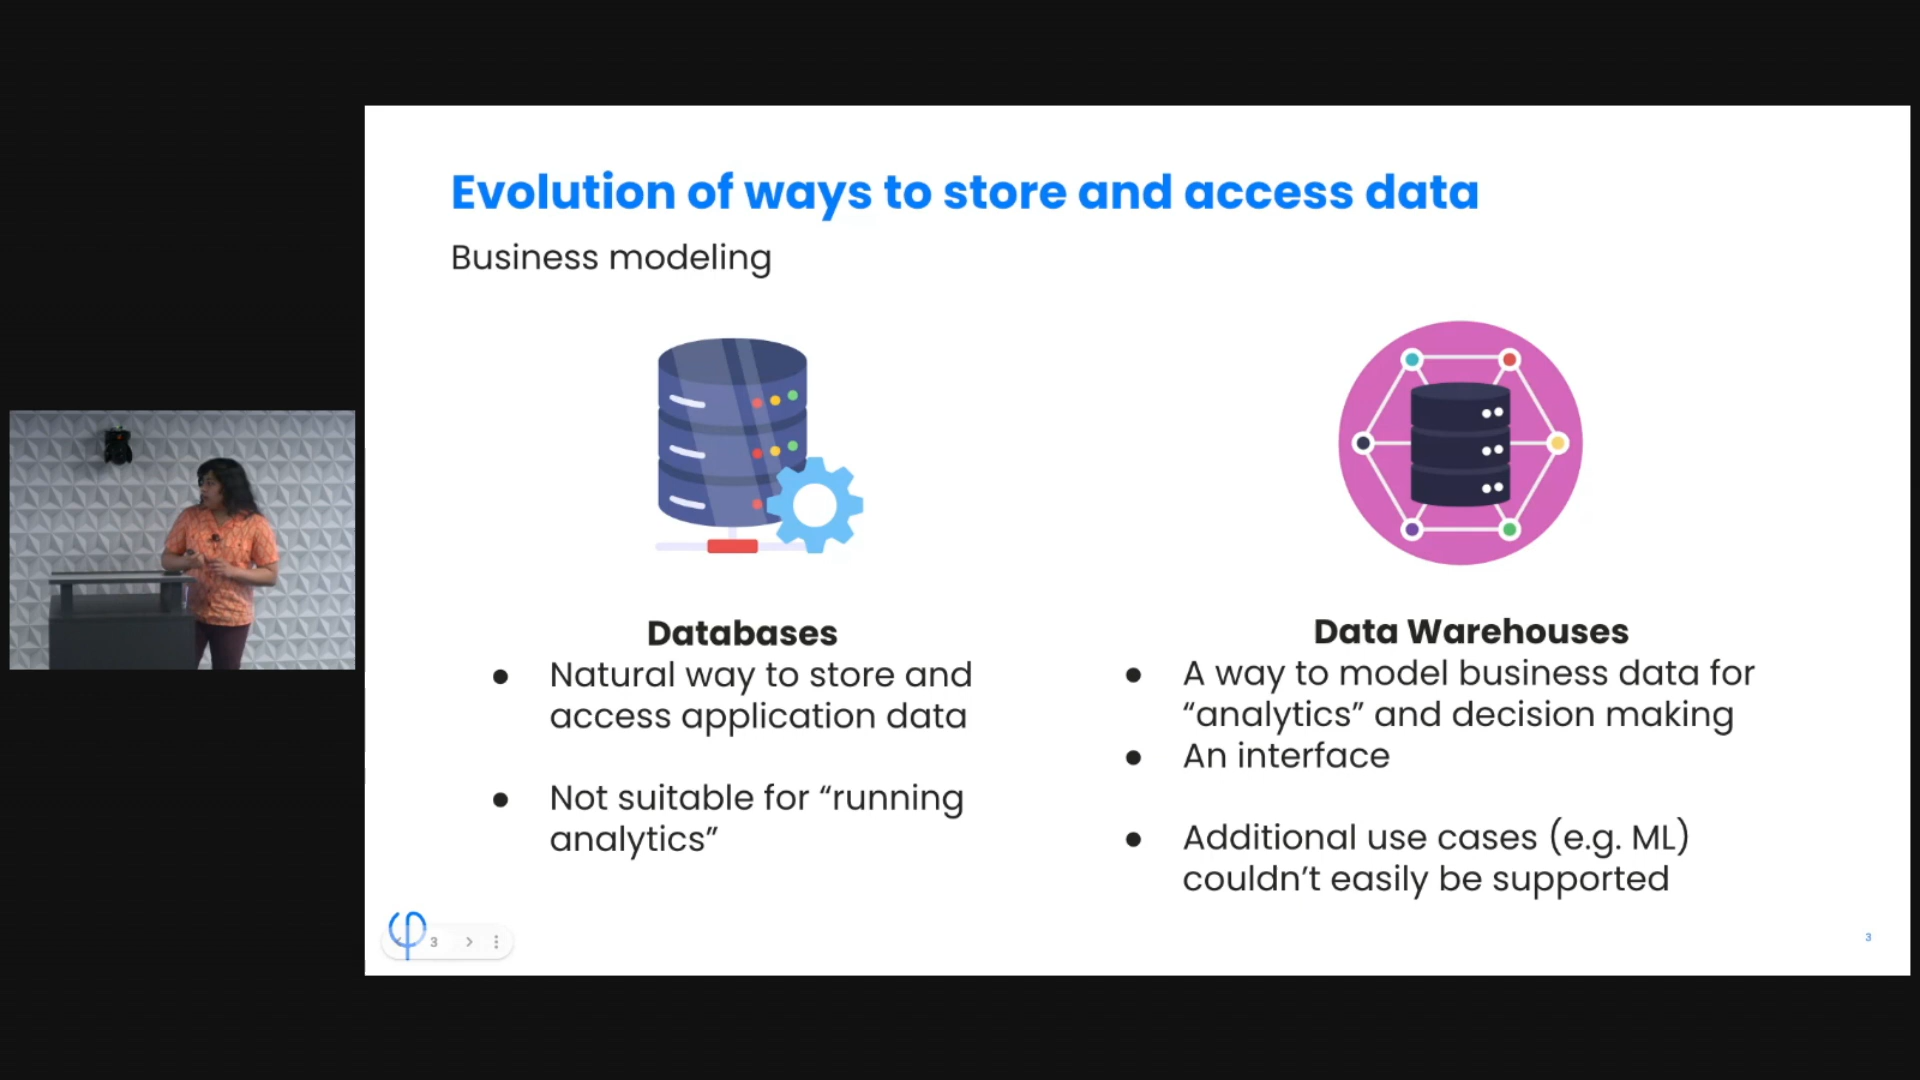 Evolution of ways to store and access data
Business modeling
Databases
● Natural way to store and
access application data
● Not suitable for “running
analytics”
Data Warehouses
● A way to model business data for
“analytics” and decision making
● An interface
● Additional use cases (e.g. ML)
couldn’t easily be supported
3
3